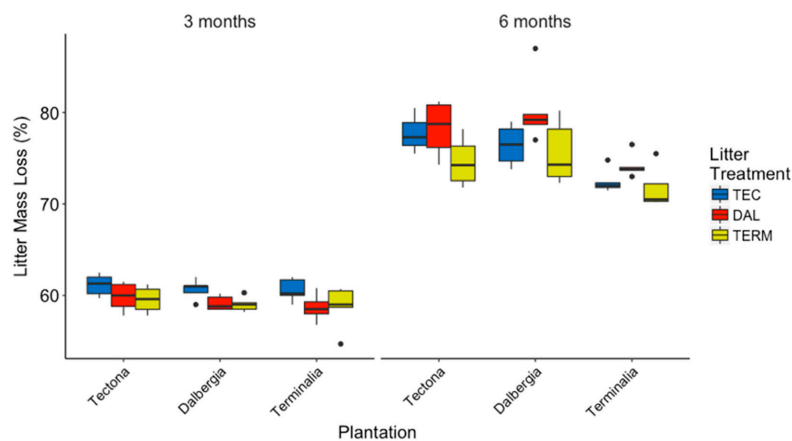 3 months
6 months
Litter Mass Loss (%)
80
70
60
Tectona
Dalbergia
Terminalia
Tectona
Dalbergia
Terminalia
Plantation
Litter
Treatment
TEC
DAL
TERM